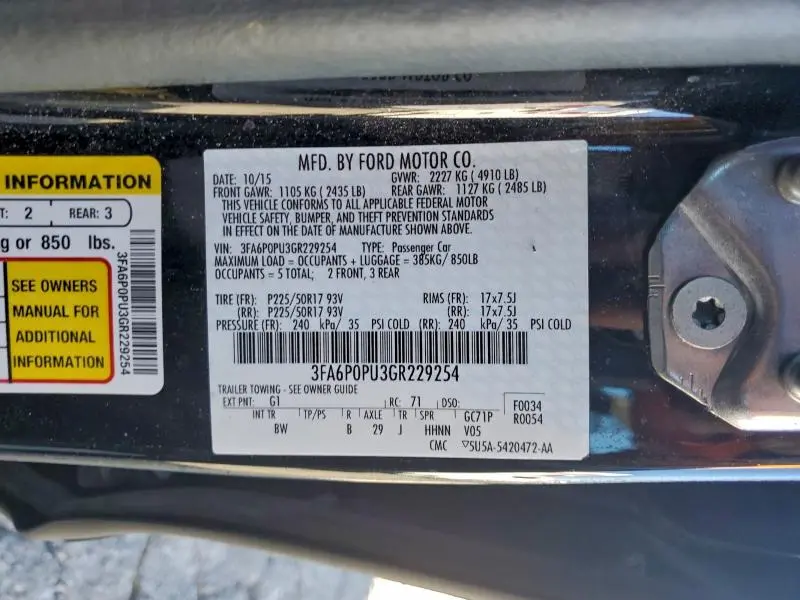 INFORMATION
T: 2 REAR: 3
g or 850 lbs.
SEE OWNERS
MANUAL FOR
ADDITIONAL
INFORMATION
3FA6P0PU3GR229254
MFD. BY FORD MOTOR CO.
DATE: 10/15 GVWR: 2227 KG ( 4910 LB)
FRONT GAWR: 1105 KG ( 2435 LB) REAR GAWR: 1127 KG ( 2485 LB)
THIS VEHICLE CONFORMS TO ALL APPLICABLE FEDERAL MOTOR
VEHICLE SAFETY, BUMPER, AND THEFT PREVENTION STANDARDS
IN EFFECT ON THE DATE OF MANUFACTURE SHOWN ABOVE.
VIN: 3FA6P0PU3GR229254 TYPE: Passenger Car
MAXIMUM LOAD = OCCUPANTS + LUGGAGE = 385KG/ 850LB
OCCUPANTS = 5 TOTAL; 2 FRONT, 3 REAR
TIRE (FR): P225/50R17 93V RIMS (FR): 17x7.5J
(RR): P225/50R17 93V (RR): 17x7.5J
PRESSURE (FR): 240 kPa/ 35 PSI COLD (RR): 240 kPa/ 35 PSI COLD
3FA6P0PU3GR229254
TRAILER TOWING - SEE OWNER GUIDE
EXT PNT: G1 RC: 71 DSO: F0034
INT TR TP/PS R AXLE TR SPR GC71P R0054
BW B 29 J HHNN V05
CMC 5U5A-5420472-AA